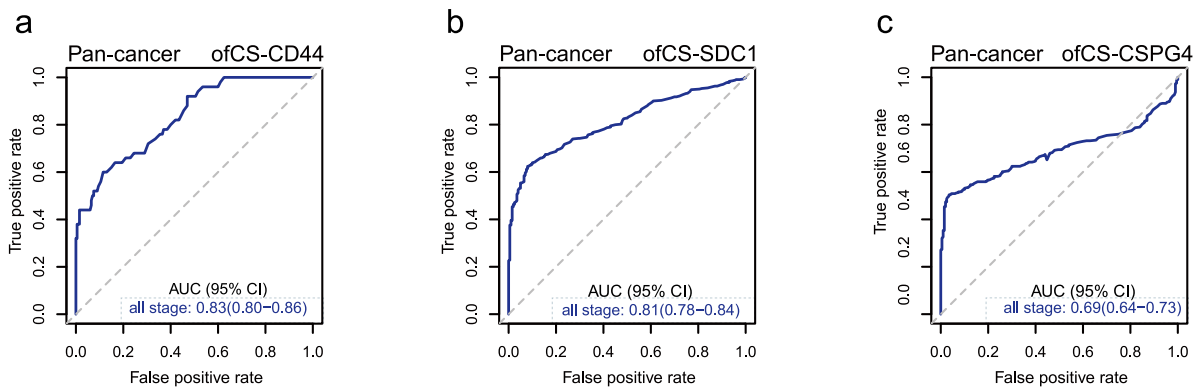 a
Pan-cancer ofCS-CD44
1.0
0.8
0.6
0.4
0.2
0.0
True positive rate
AUC (95% CI)
all stage: 0.83(0.80−0.86)
0.0 0.2 0.4 0.6 0.8 1.0
False positive rate
b
Pan-cancer ofCS-SDC1
1.0
0.8
0.6
0.4
0.2
0.0
True positive rate
AUC (95% CI)
all stage: 0.81(0.78−0.84)
0.0 0.2 0.4 0.6 0.8 1.0
False positive rate
c
Pan-cancer ofCS-CSPG4
1.0
0.8
0.6
0.4
0.2
0.0
True positive rate
AUC (95% CI)
all stage: 0.69(0.64−0.73)
0.0 0.2 0.4 0.6 0.8 1.0
False positive rate